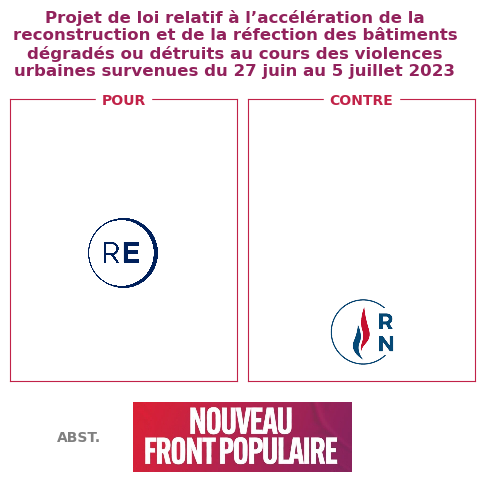 Projet de loi relatif à l’accélération de la
reconstruction et de la réfection des bâtiments
dégradés ou détruits au cours des violences
urbaines survenues du 27 juin au 5 juillet 2023
POUR
CONTRE
RE
R
N
ABST.
NOUVEAU
FRONT POPULAIRE